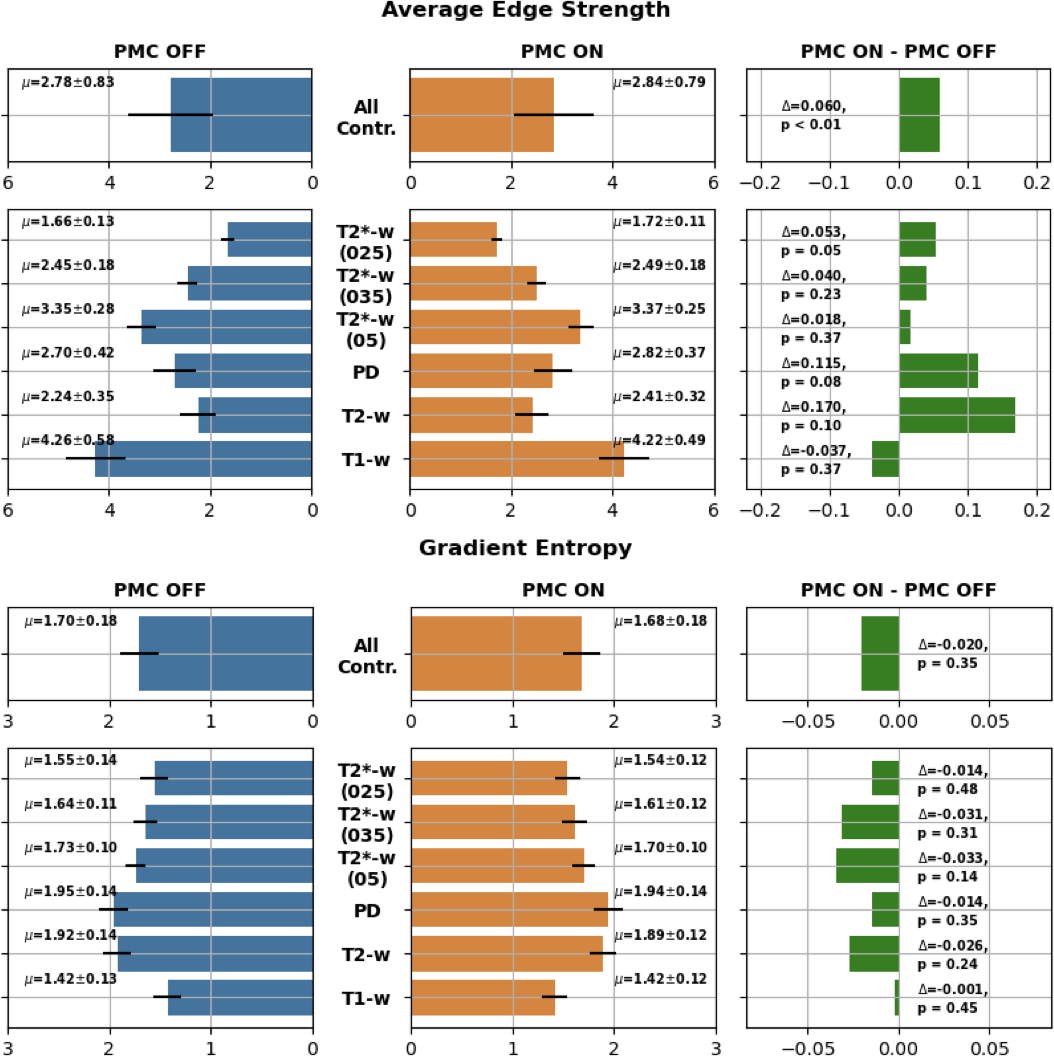 Average Edge Strength
PMC OFF
PMC ON
PMC ON - PMC OFF
μ=2.78±0.83
All
Contr.
μ=2.84±0.79
Δ=0.060,
p < 0.01
6 4 2 0
0 2 4 6
−0.2 −0.1 0.0 0.1 0.2
μ=1.66±0.13
T2*-w
(025)
μ=1.72±0.11
Δ=0.053,
p = 0.05
μ=2.45±0.18
T2*-w
(035)
μ=2.49±0.18
Δ=0.040,
p = 0.23
μ=3.35±0.28
T2*-w
(05)
μ=3.37±0.25
Δ=0.018,
p = 0.37
μ=2.70±0.42
PD
μ=2.82±0.37
Δ=0.115,
p = 0.08
μ=2.24±0.35
T2-w
μ=2.41±0.32
Δ=0.170,
p = 0.10
μ=4.26±0.58
T1-w
μ=4.22±0.49
Δ=-0.037,
p = 0.37
6 4 2 0
0 2 4 6
−0.2 −0.1 0.0 0.1 0.2
Gradient Entropy
PMC OFF
PMC ON
PMC ON - PMC OFF
μ=1.70±0.18
All
Contr.
μ=1.68±0.18
Δ=-0.020,
p = 0.35
3 2 1 0
0 1 2 3
−0.05 0.00 0.05
μ=1.55±0.14
T2*-w
(025)
μ=1.54±0.12
Δ=-0.014,
p = 0.48
μ=1.64±0.11
T2*-w
(035)
μ=1.61±0.12
Δ=-0.031,
p = 0.31
μ=1.73±0.10
T2*-w
(05)
μ=1.70±0.10
Δ=-0.033,
p = 0.14
μ=1.95±0.14
PD
μ=1.94±0.14
Δ=-0.014,
p = 0.35
μ=1.92±0.14
T2-w
μ=1.89±0.12
Δ=-0.026,
p = 0.24
μ=1.42±0.13
T1-w
μ=1.42±0.12
Δ=-0.001,
p = 0.45
3 2 1 0
0 1 2 3
−0.05 0.00 0.05